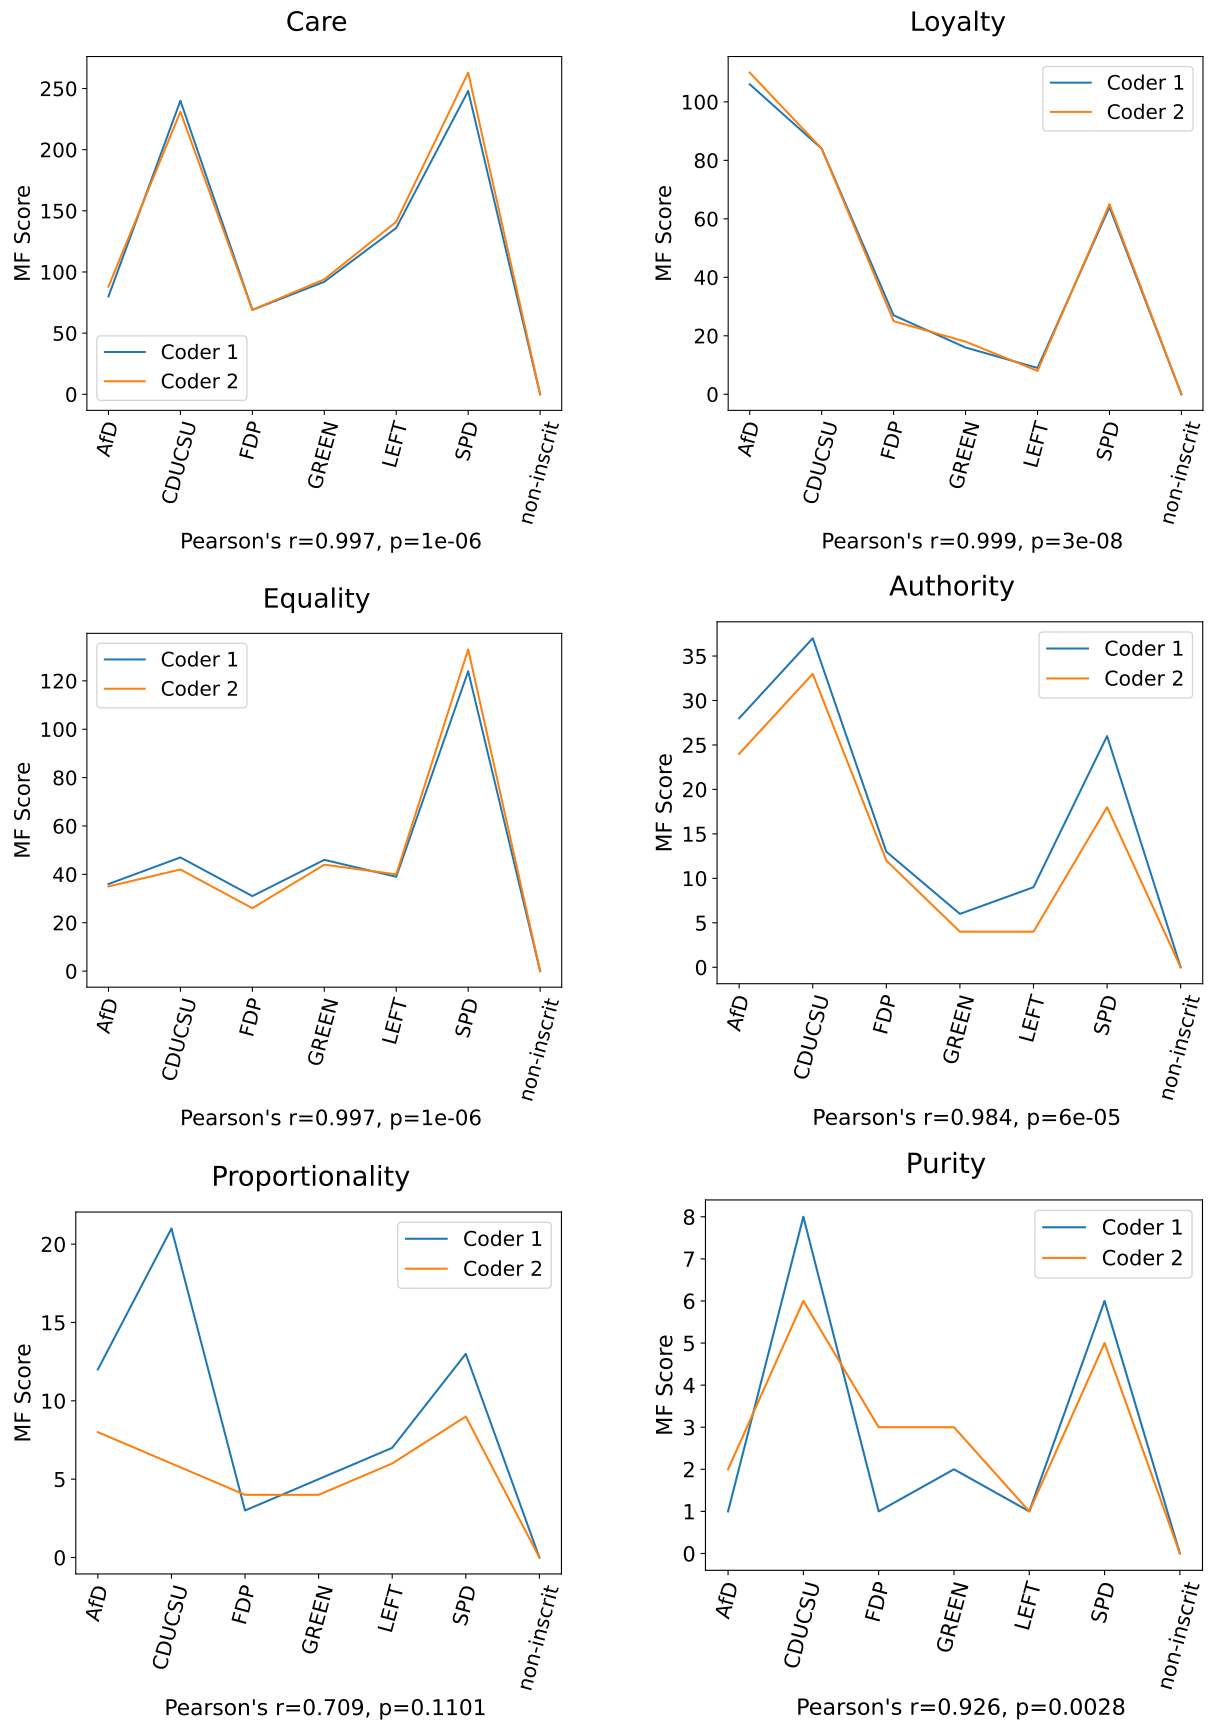 Care
MF Score
250
200
150
100
50
0
Coder 1
Coder 2
AfD
CDUCSU
FDP
GREEN
LEFT
SPD
non-inscrit
Pearson's r=0.997, p=1e-06
Loyalty
MF Score
100
80
60
40
20
0
Coder 1
Coder 2
AfD
CDUCSU
FDP
GREEN
LEFT
SPD
non-inscrit
Pearson's r=0.999, p=3e-08
Equality
MF Score
120
100
80
60
40
20
0
Coder 1
Coder 2
AfD
CDUCSU
FDP
GREEN
LEFT
SPD
non-inscrit
Pearson's r=0.997, p=1e-06
Authority
MF Score
35
30
25
20
15
10
5
0
Coder 1
Coder 2
AfD
CDUCSU
FDP
GREEN
LEFT
SPD
non-inscrit
Pearson's r=0.984, p=6e-05
Proportionality
MF Score
20
15
10
5
0
Coder 1
Coder 2
AfD
CDUCSU
FDP
GREEN
LEFT
SPD
non-inscrit
Pearson's r=0.709, p=0.1101
Purity
MF Score
8
7
6
5
4
3
2
1
0
Coder 1
Coder 2
AfD
CDUCSU
FDP
GREEN
LEFT
SPD
non-inscrit
Pearson's r=0.926, p=0.0028